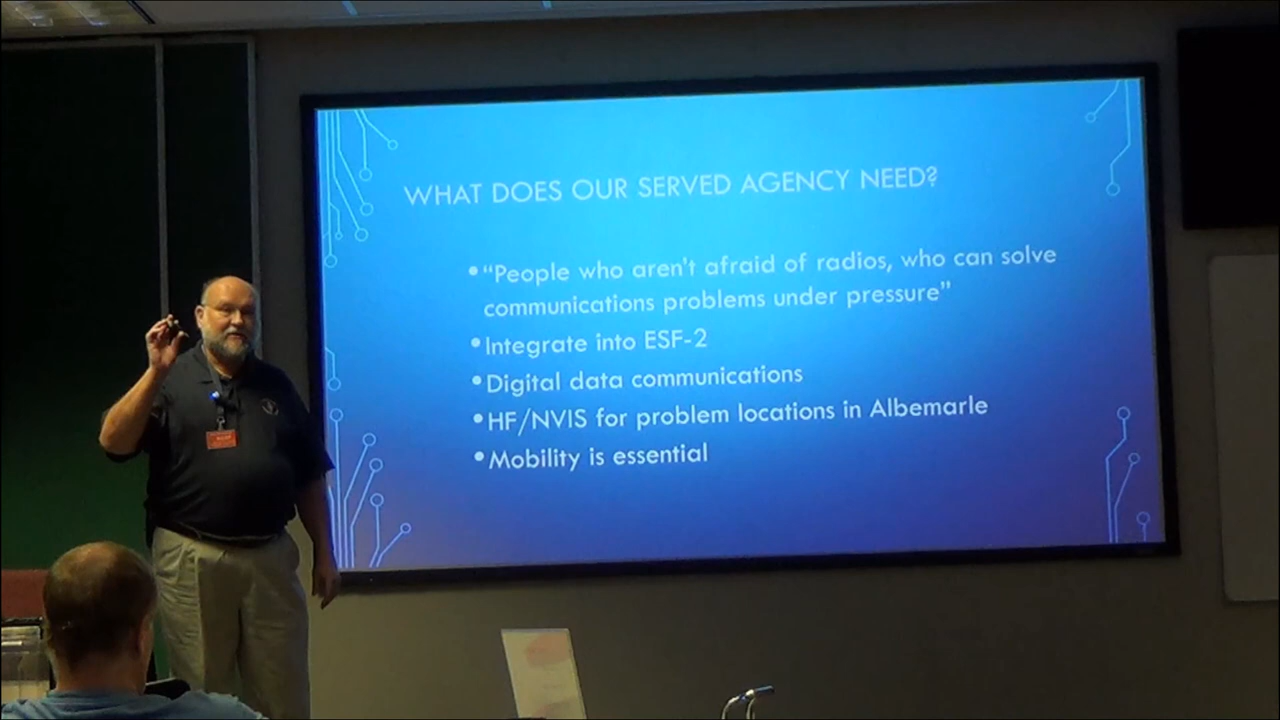 WHAT DOES OUR SERVED AGENCY NEED?
•“People who aren't afraid of radios, who can solve
communications problems under pressure”
•Integrate into ESF-2
•Digital data communications
•HF/NVIS for problem locations in Albemarle
•Mobility is essential